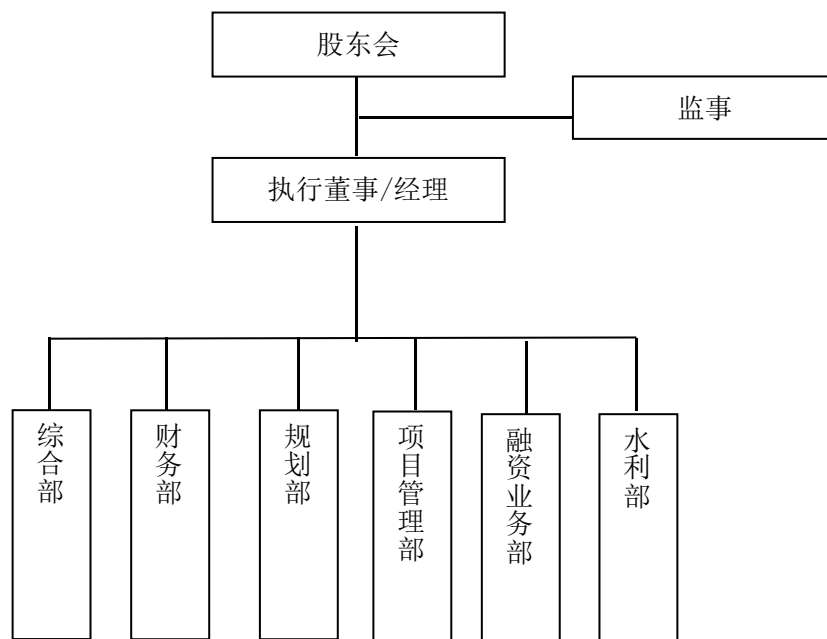 股东会
监事
执行董事/经理
综合部
财务部
规划部
项目管理部
融资业务部
水利部